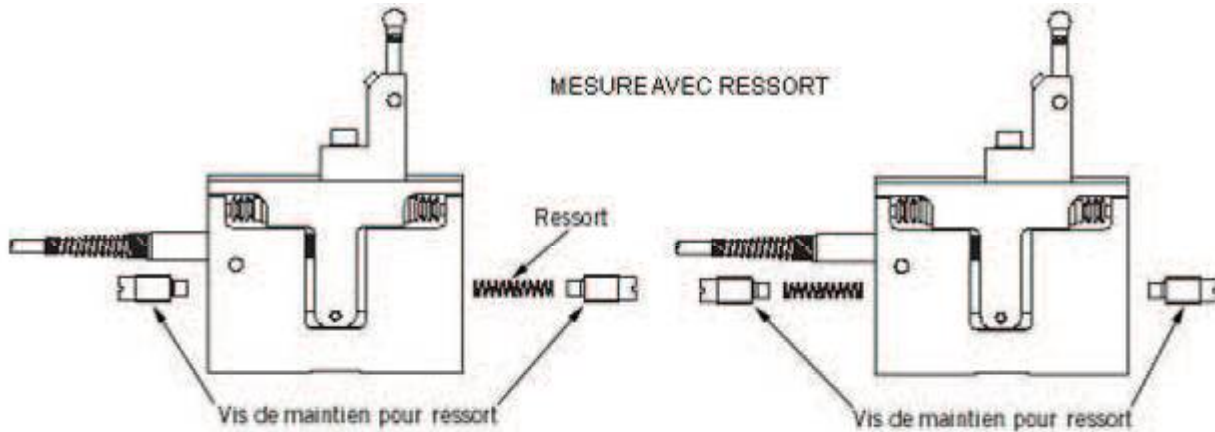 MESURE AVEC RESSORT
Ressort
Vis de maintien pour ressort
Vis de maintien pour ressort